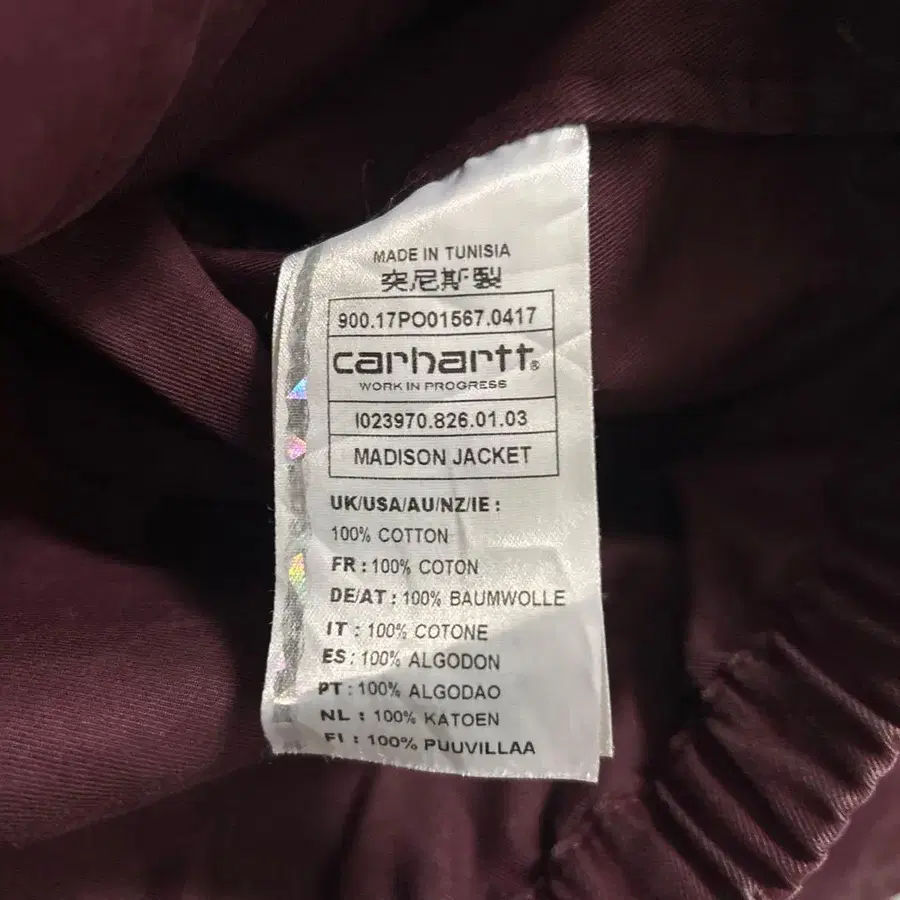 MADE IN TUNISIA
突尼斯製
900.17PO01567.0417
carhartt®
WORK IN PROGRESS
I023970.826.01.03
MADISON JACKET
UK/USA/AU/NZ/IE :
100% COTTON
FR : 100% COTON
DE/AT : 100% BAUMWOLLE
IT : 100% COTONE
ES : 100% ALGODON
PT : 100% ALGODAO
NL : 100% KATOEN
FI : 100% PUUVILLAA